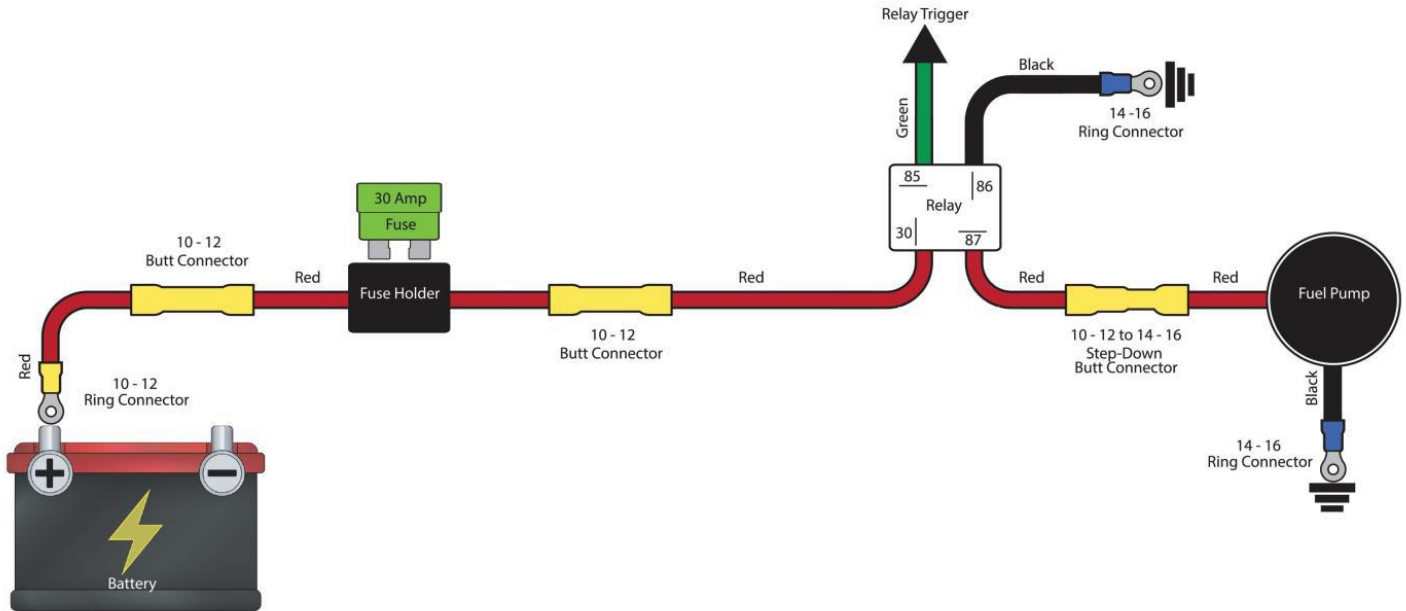 Relay Trigger
Black
14 -16
Ring Connector
Green
85
86
Relay
30
87
30 Amp
Fuse
10 - 12
Butt Connector
Red
Fuse Holder
Red
10 - 12
Butt Connector
Red
10 - 12 to 14 - 16
Step-Down
Butt Connector
Red
Fuel Pump
Red
10 - 12
Ring Connector
Black
14 - 16
Ring Connector
+
−
Battery